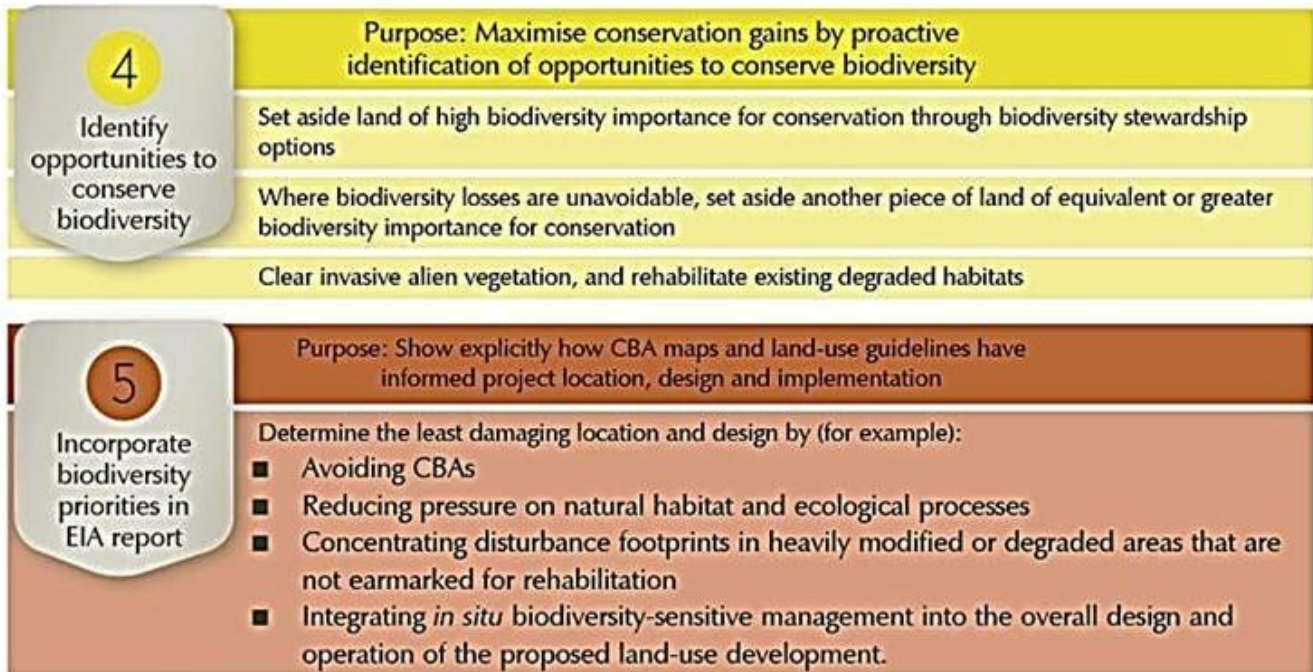 4
Identify
opportunities to
conserve
biodiversity
Purpose: Maximise conservation gains by proactive
identification of opportunities to conserve biodiversity
Set aside land of high biodiversity importance for conservation through biodiversity stewardship
options
Where biodiversity losses are unavoidable, set aside another piece of land of equivalent or greater
biodiversity importance for conservation
Clear invasive alien vegetation, and rehabilitate existing degraded habitats
5
Incorporate
biodiversity
priorities in
EIA report
Purpose: Show explicitly how CBA maps and land-use guidelines have
informed project location, design and implementation
Determine the least damaging location and design by (for example):
■ Avoiding CBAs
■ Reducing pressure on natural habitat and ecological processes
■ Concentrating disturbance footprints in heavily modified or degraded areas that are
not earmarked for rehabilitation
■ Integrating in situ biodiversity-sensitive management into the overall design and
operation of the proposed land-use development.